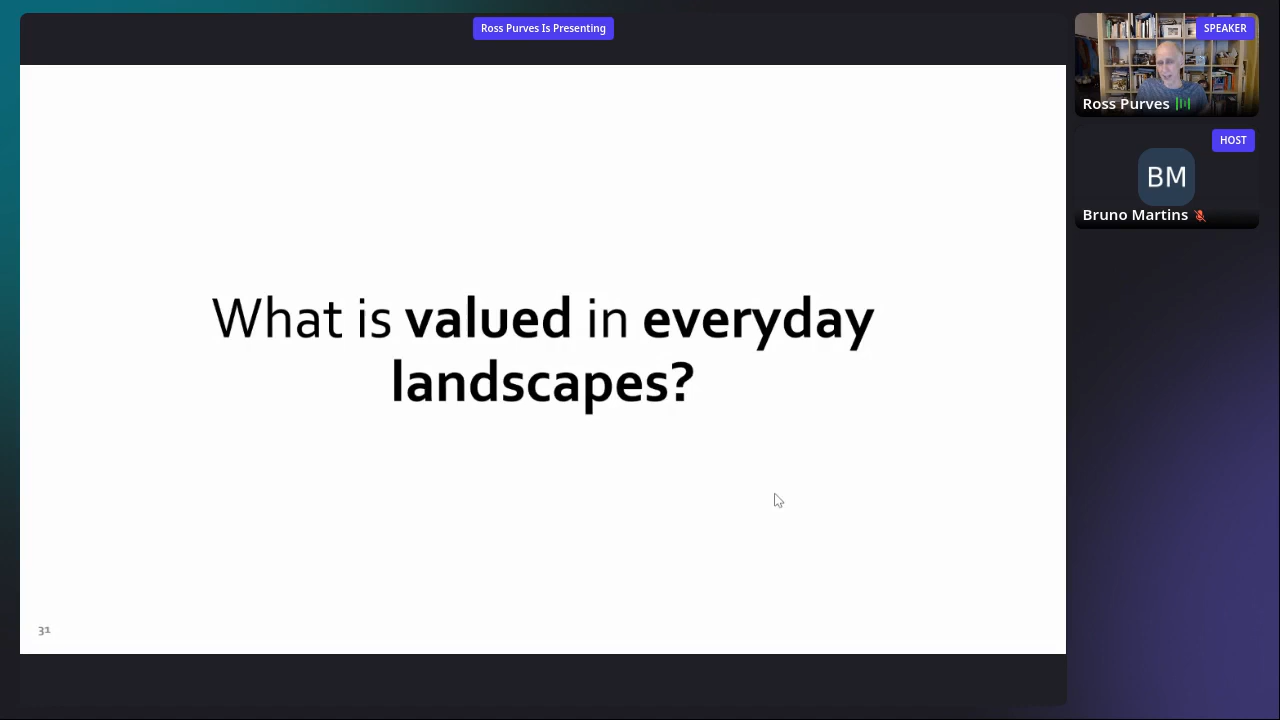 Ross Purves Is Presenting
SPEAKER
Ross Purves
HOST
BM
Bruno Martins
What is valued in everyday
landscapes?
31